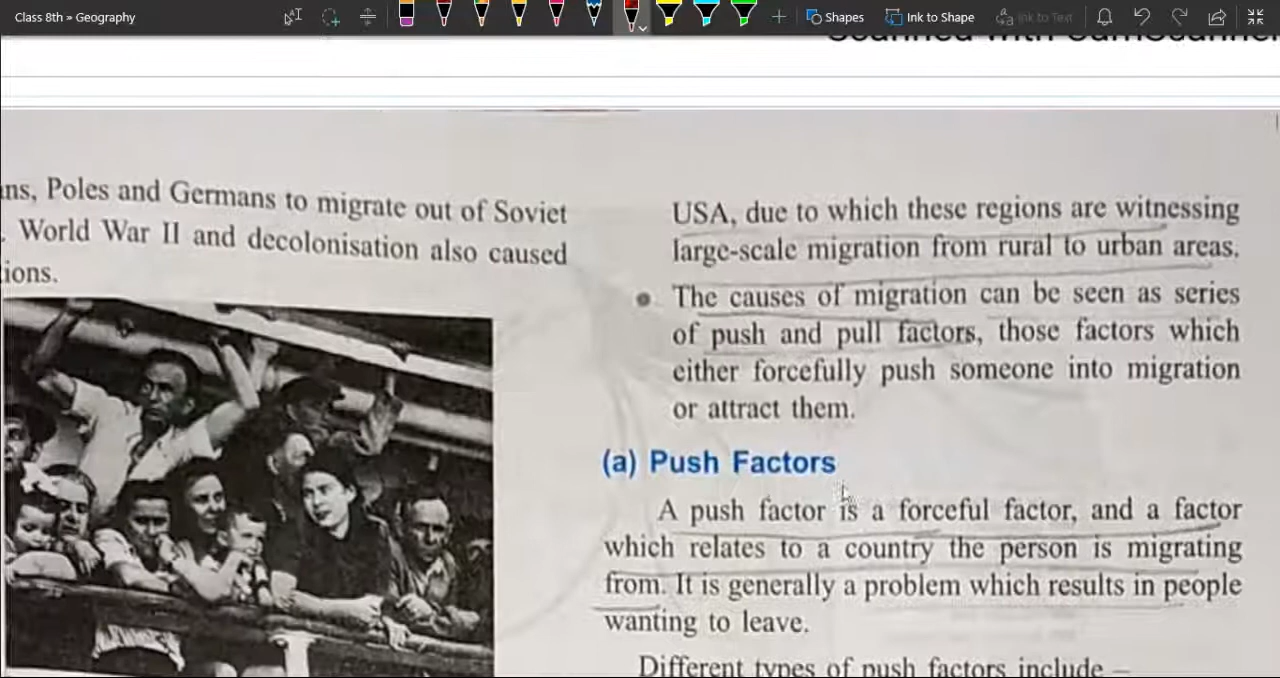 Class 8th » Geography
Shapes
Ink to Shape
Ink to Text
Scanned with CamScanner
ns, Poles and Germans to migrate out of Soviet
. World War II and decolonisation also caused
ions.
USA, due to which these regions are witnessing
large-scale migration from rural to urban areas.
• The causes of migration can be seen as series
of push and pull factors, those factors which
either forcefully push someone into migration
or attract them.
(a) Push Factors
A push factor is a forceful factor, and a factor
which relates to a country the person is migrating
from. It is generally a problem which results in people
wanting to leave.
Different types of push factors include –